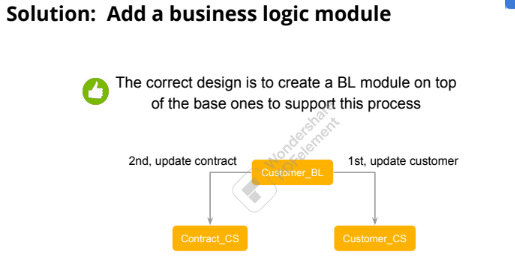 Solution: Add a business logic module
The correct design is to create a BL module on top
of the base ones to support this process
2nd, update contract
1st, update customer
Customer_BL
Wondershare
PDFelement
Contract_CS
Customer_CS